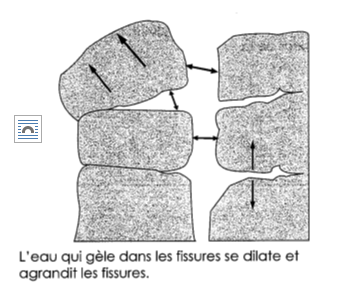 L'eau qui gèle dans les fissures se dilate et
agrandit les fissures.